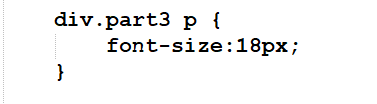 div.part3 p {
    font-size:18px;
}